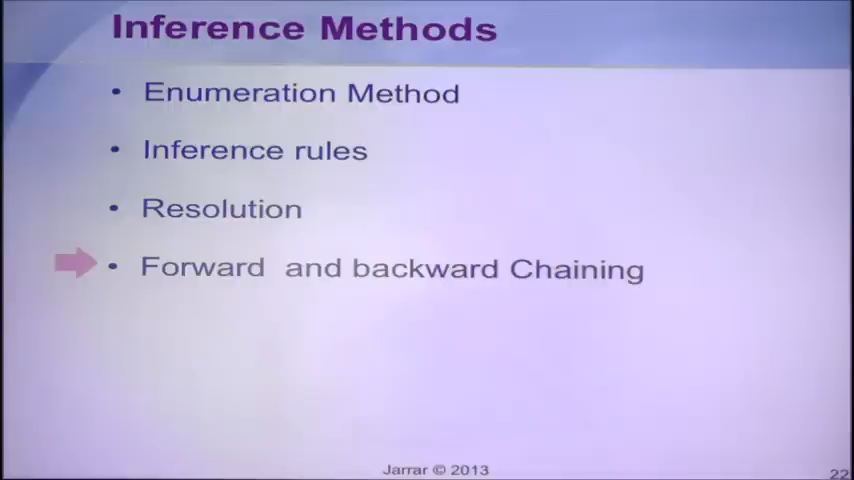 Inference Methods
• Enumeration Method
• Inference rules
• Resolution
• Forward and backward Chaining
Jarrar © 2013
22